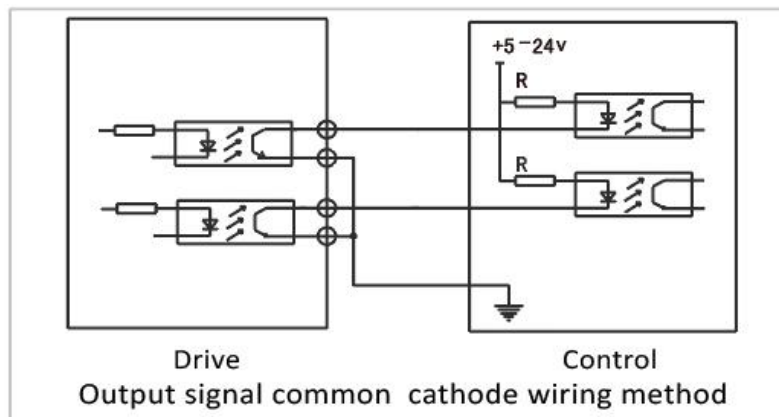 +5-24v
R
R
Drive Control
Output signal common cathode wiring method